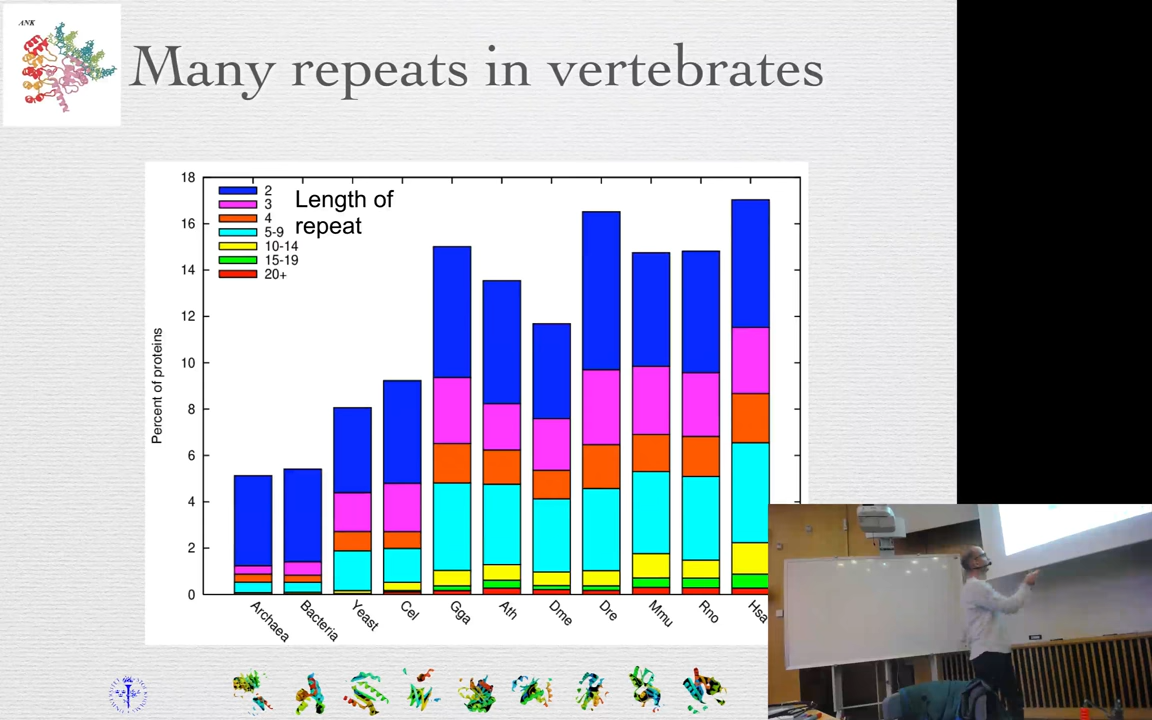 ANK
Many repeats in vertebrates
18
16
14
12
10
8
6
4
2
0
Percent of proteins
2
3
4
5-9
10-14
15-19
20+
Length of
repeat
Archaea
Bacteria
Yeast
Cel
Gga
Ath
Dme
Dre
Mmu
Rno
Hsa